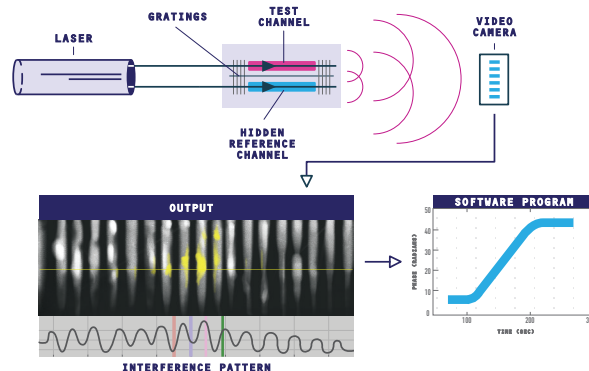 GRATINGS
TEST
CHANNEL
VIDEO
CAMERA
LASER
HIDDEN
REFERENCE
CHANNEL
OUTPUT
SOFTWARE PROGRAM
PHASE (RADIANS)
50
40
30
20
10
0
100
200
3
TIME (SEC)
INTERFERENCE PATTERN